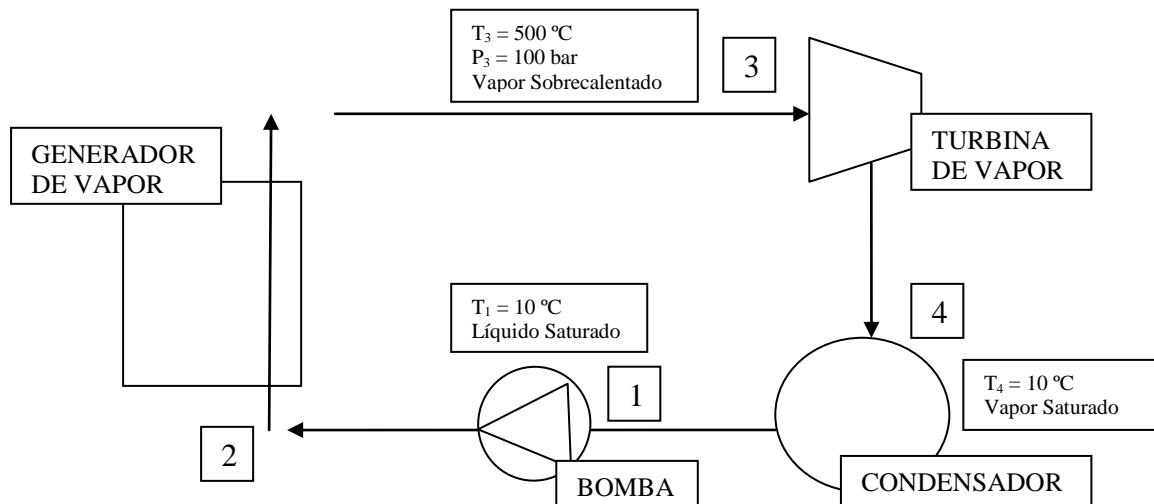 T₃ = 500 ºC
P₃ = 100 bar
Vapor Sobrecalentado
3
GENERADOR
DE VAPOR
TURBINA
DE VAPOR
T₁ = 10 ºC
Líquido Saturado
4
1
T₄ = 10 ºC
Vapor Saturado
2
BOMBA
CONDENSADOR